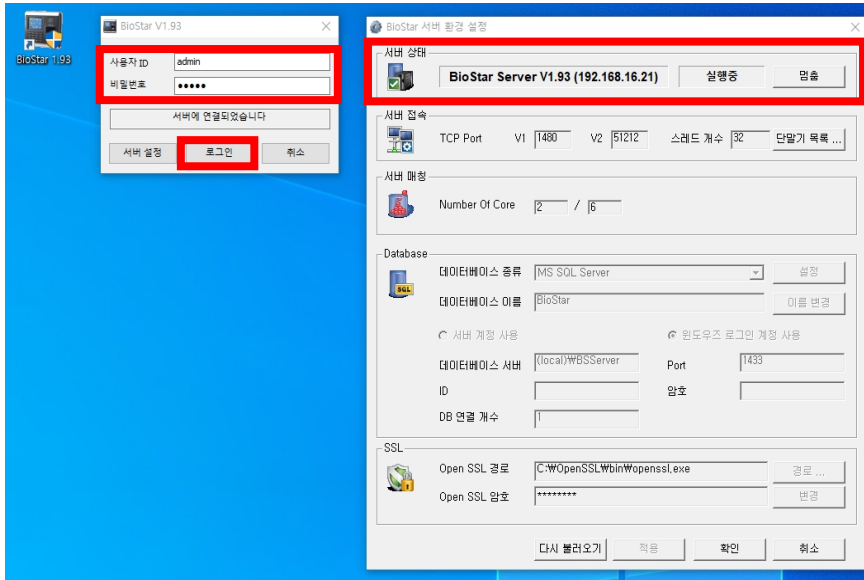 BioStar 1.93
BioStar V1.93
사용자 ID admin
비밀번호 •••••
서버에 연결되었습니다
서버 설정 로그인 취소
BioStar 서버 환경 설정
서버 상태
BioStar Server V1.93 (192.168.16.21) 실행중 멈춤
서버 접속
TCP Port V1 1480 V2 51212 스레드 개수 32 단말기 목록 ...
서버 매칭
Number Of Core 2 / 6
Database
데이터베이스 종류 MS SQL Server 설정
SQL
데이터베이스 이름 BioStar 이름 변경
서버 계정 사용 윈도우즈 로그인 계정 사용
데이터베이스 서버 (local)₩BSServer Port 1433
ID 암호
DB 연결 개수 1
SSL
Open SSL 경로 C:₩OpenSSL₩bin₩openssl.exe 경로 ...
Open SSL 암호 ******** 변경
다시 불러오기 적용 확인 취소